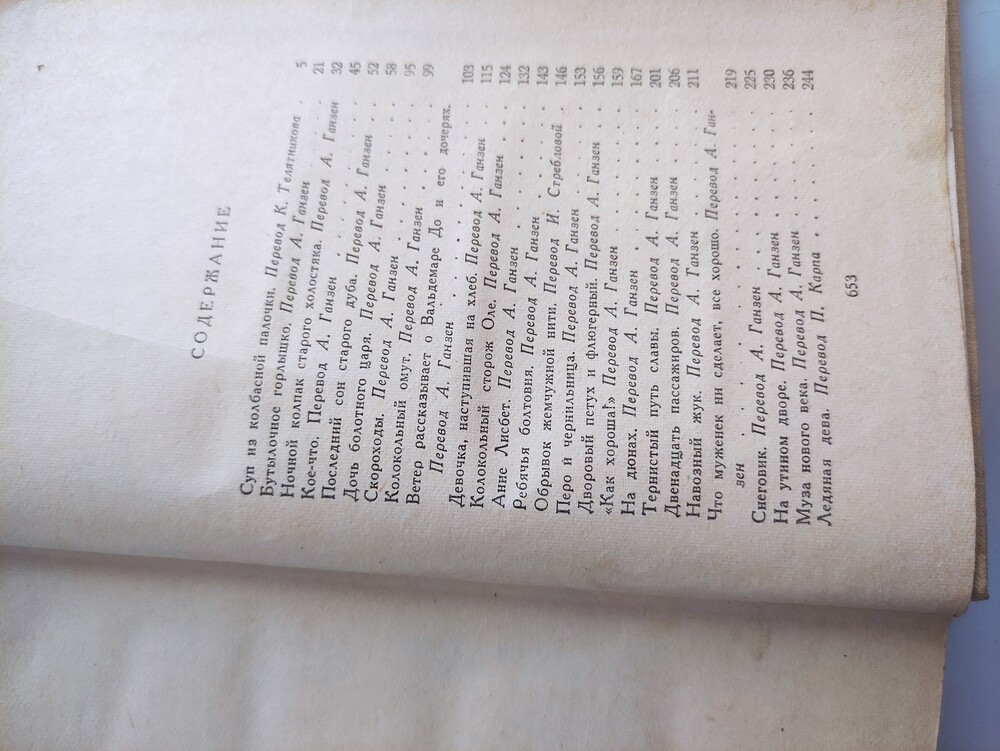 СОДЕРЖАНИЕ
Суп из колбасной палочки. Перевод К. Телятникова . 5
Бутылочное горлышко. Перевод А. Ганзен . . . . 21
Ночной колпак старого холостяка. Перевод А. Ганзен 32
Кое-что. Перевод А. Ганзен . . . . . . . . 45
Последний сон старого дуба. Перевод А. Ганзен . . 52
Дочь болотного царя. Перевод А. Ганзен . . . . 58
Скороходы. Перевод А. Ганзен . . . . . . . 95
Колокольный омут. Перевод А. Ганзен . . . . . 99
Ветер рассказывает о Вальдемаре До и его дочерях.
Перевод А. Ганзен . . . . . . . . . . 103
Девочка, наступившая на хлеб. Перевод А. Ганзен . 115
Колокольный сторож Оле. Перевод А. Ганзен . . . 124
Анне Лисбет. Перевод А. Ганзен . . . . . . . 132
Ребячья болтовня. Перевод А. Ганзен . . . . . 143
Обрывок жемчужной нити. Перевод И. Стребловой 146
Перо и чернильница. Перевод А. Ганзен . . . . . 153
Дворовый петух и флюгерный. Перевод А. Ганзен . . 156
«Как хороша!» Перевод А. Ганзен . . . . . . 159
На дюнах. Перевод А. Ганзен . . . . . . . . 167
Тернистый путь славы. Перевод А. Ганзен . . . . 201
Двенадцать пассажиров. Перевод А. Ганзен . . . . 206
Навозный жук. Перевод А. Ганзен . . . . . . 211
Что муженек ни сделает, все хорошо. Перевод А. Ган-
зен . . . . . . . . . . . . . . 219
Снеговик. Перевод А. Ганзен . . . . . . . . 225
На утином дворе. Перевод А. Ганзен . . . . . . 230
Муза нового века. Перевод А. Ганзен . . . . . 236
Ледяная дева. Перевод П. Карпа . . . . . . . 244
653